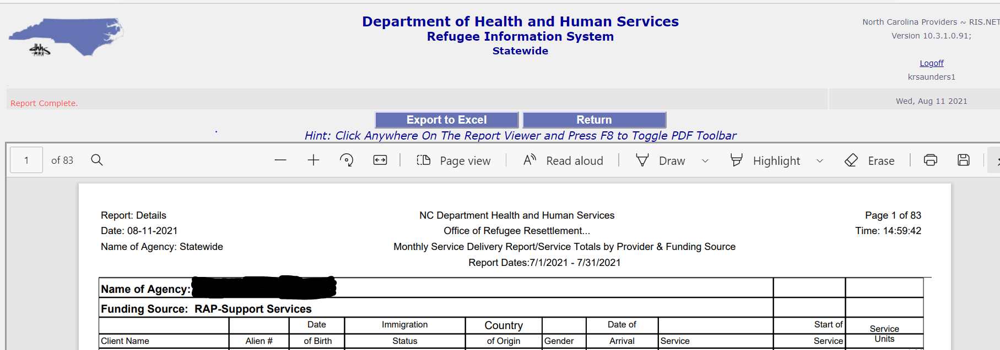 Department of Health and Human Services
Refugee Information System
Statewide
dhhs
North Carolina Providers ~ RIS.NET
Version 10.3.1.0.91;
Logoff
krsaunders1
Report Complete.
Wed, Aug 11 2021
Export to Excel
Return
Hint: Click Anywhere On The Report Viewer and Press F8 to Toggle PDF Toolbar
1 of 83
Page view
Read aloud
Draw
Highlight
Erase
Report: Details
NC Department Health and Human Services
Page 1 of 83
Date: 08-11-2021
Office of Refugee Resettlement...
Time: 14:59:42
Name of Agency: Statewide
Monthly Service Delivery Report/Service Totals by Provider & Funding Source
Report Dates:7/1/2021 - 7/31/2021
Name of Agency:
Funding Source: RAP-Support Services
Client Name
Alien #
Date
of Birth
Immigration
Status
Country
of Origin
Gender
Date of
Arrival
Service
Start of
Service
Service
Units